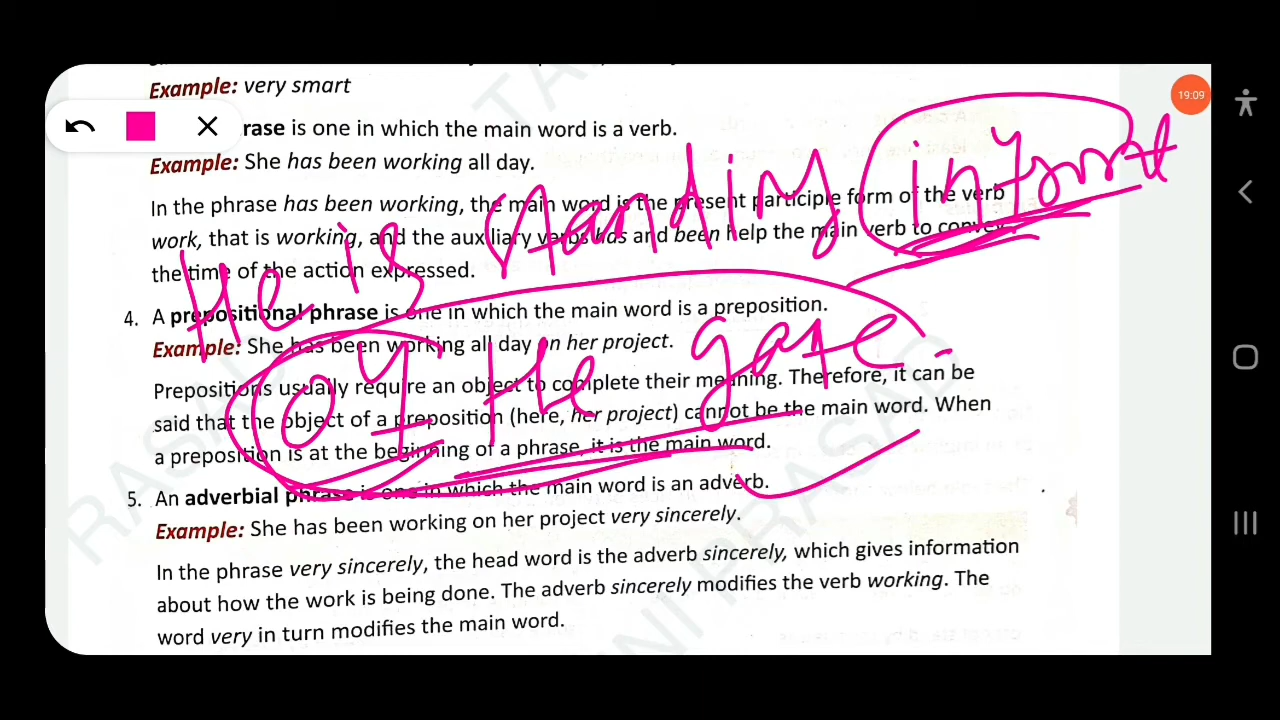 Example: very smart
19:09
rase is one in which the main word is a verb.
Example: She has been working all day.
In the phrase has been working, the main word is the present participle form of the verb
work, that is working, and the auxiliary verbs has and been help the main verb to convey
the time of the action expressed.
He is standing infront
4. A prepositional phrase is one in which the main word is a preposition.
Example: She has been working all day on her project.
of the gate.
Prepositions usually require an object to complete their meaning. Therefore, it can be
said that the object of a preposition (here, her project) cannot be the main word. When
a preposition is at the beginning of a phrase, it is the main word.
5. An adverbial phrase is one in which the main word is an adverb.
Example: She has been working on her project very sincerely.
In the phrase very sincerely, the head word is the adverb sincerely, which gives information
about how the work is being done. The adverb sincerely modifies the verb working. The
word very in turn modifies the main word.